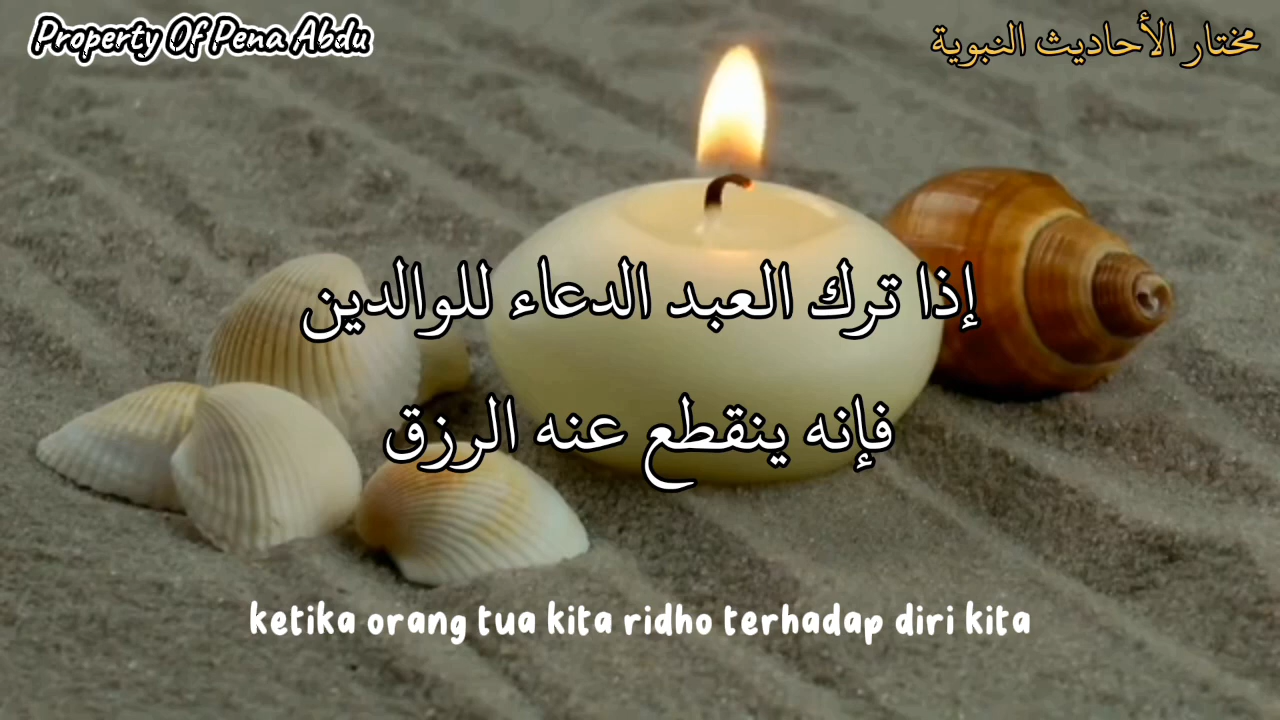 Property Of Pena Abdu
مختار الأحاديث النبوية
إذا ترك العبد الدعاء للوالدين
فإنه ينقطع عنه الرزق
ketika orang tua kita ridho terhadap diri kita